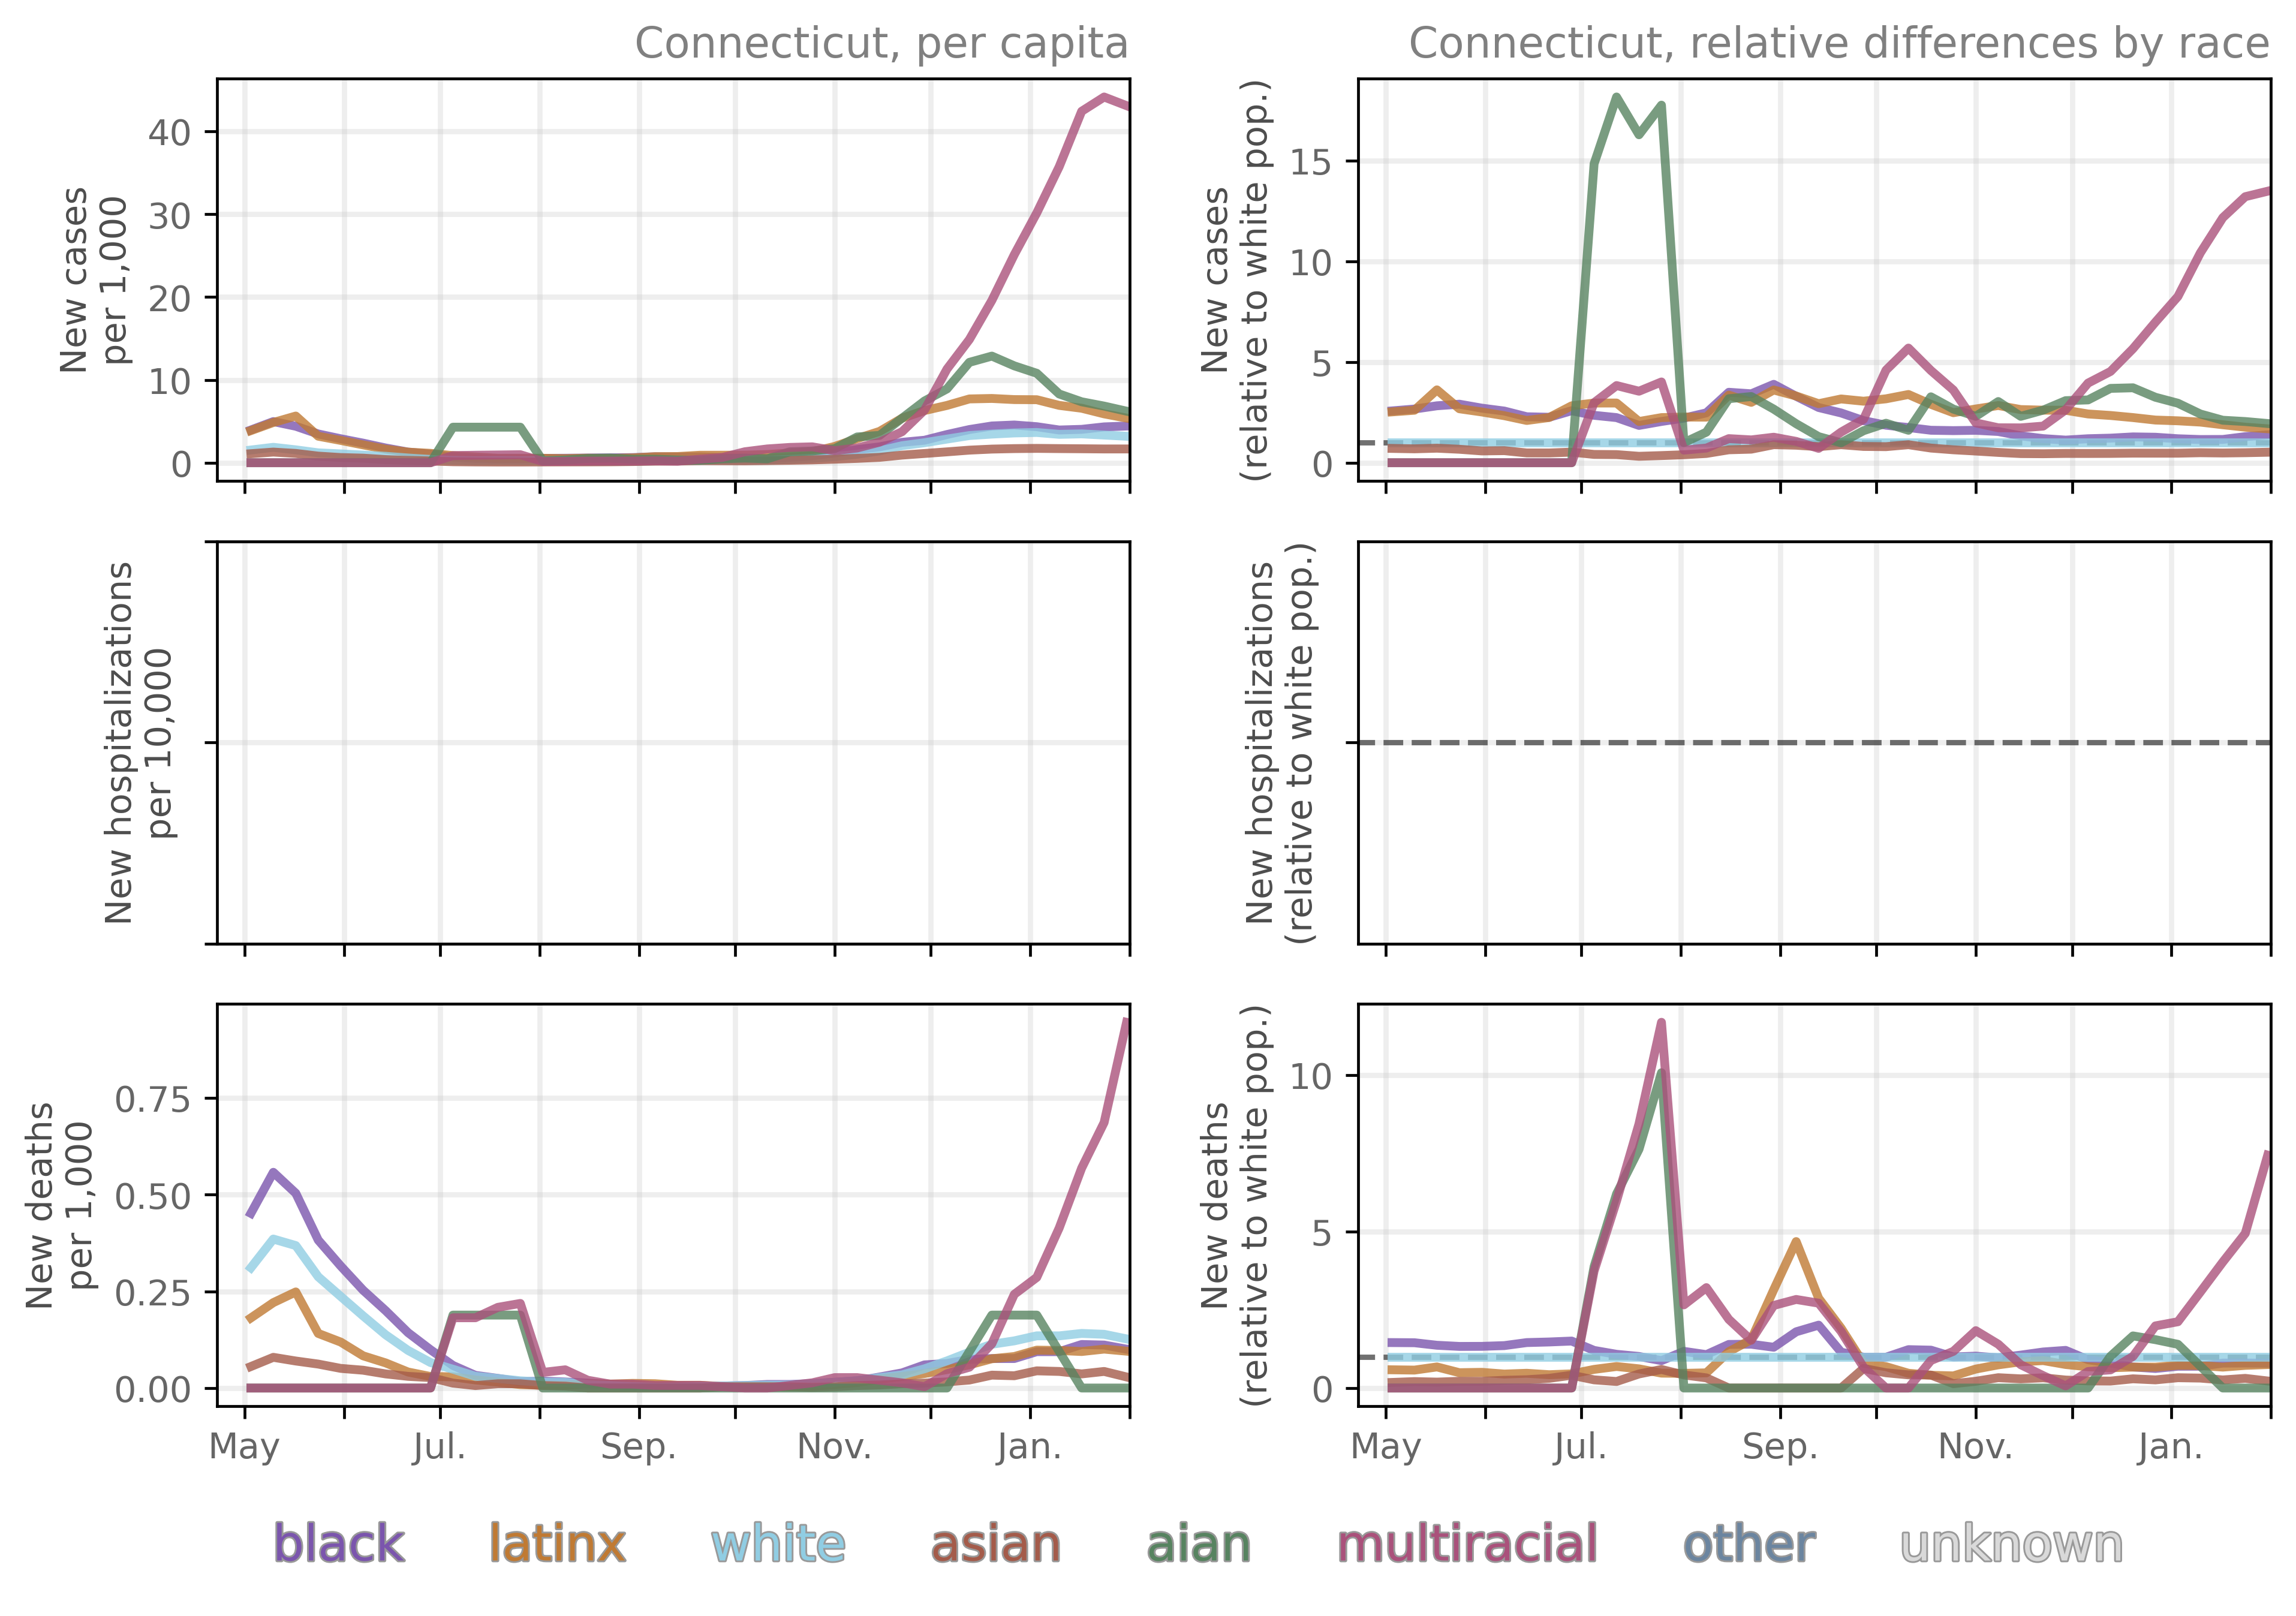 Connecticut, per capita
Connecticut, relative differences by race
New cases
per 1,000
40
30
20
10
0
New cases
(relative to white pop.)
15
10
5
0
New hospitalizations
per 10,000
New hospitalizations
(relative to white pop.)
New deaths
per 1,000
0.75
0.50
0.25
0.00
New deaths
(relative to white pop.)
10
5
0
May Jul. Sep. Nov. Jan.
May Jul. Sep. Nov. Jan.
black latinx white asian aian multiracial other unknown